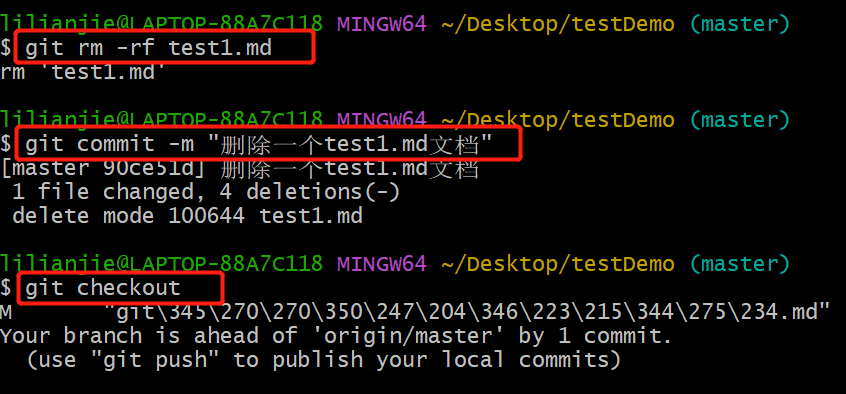 lilianjie@LAPTOP-88A7C118 MINGW64 ~/Desktop/testDemo (master)
$ git rm -rf test1.md
rm 'test1.md'
lilianjie@LAPTOP-88A7C118 MINGW64 ~/Desktop/testDemo (master)
$ git commit -m "删除一个test1.md文档"
[master 90ce51d] 删除一个test1.md文档
1 file changed, 4 deletions(-)
delete mode 100644 test1.md
lilianjie@LAPTOP-88A7C118 MINGW64 ~/Desktop/testDemo (master)
$ git checkout
M "git\345\270\270\350\247\204\346\223\215\344\275\234.md"
Your branch is ahead of 'origin/master' by 1 commit.
(use "git push" to publish your local commits)